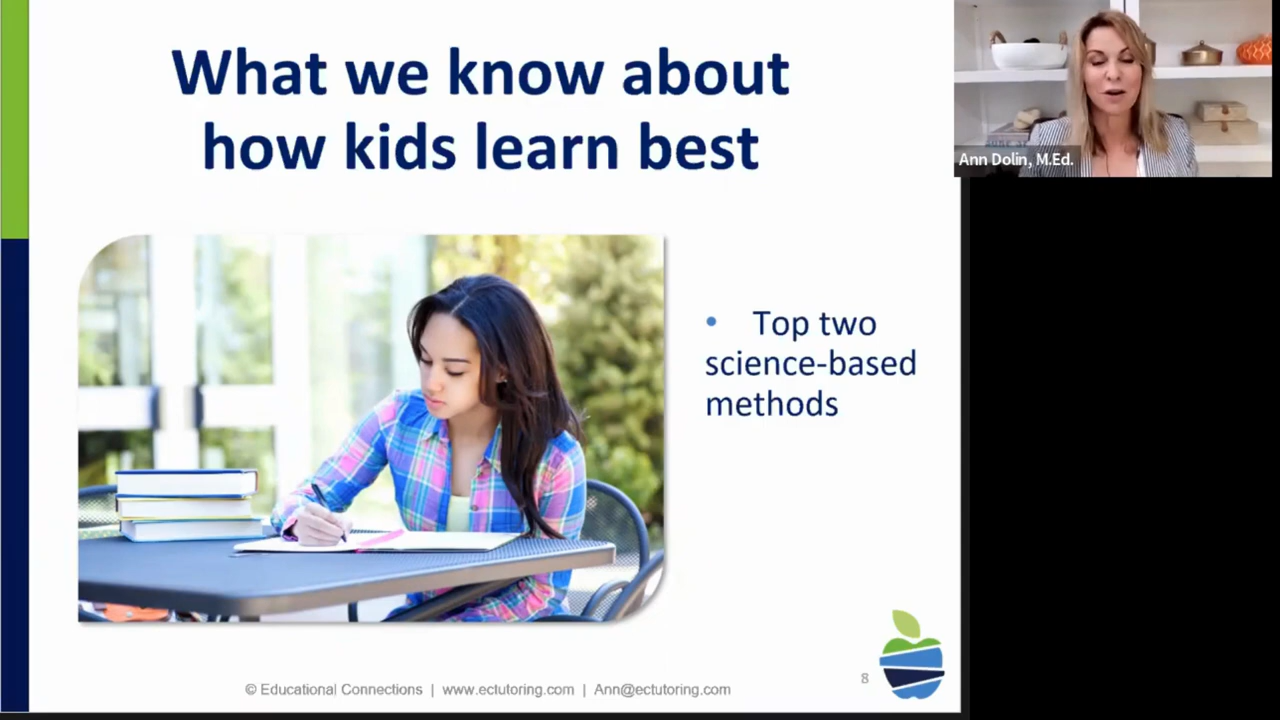 What we know about
how kids learn best
Ann Dolin, M.Ed.
• Top two
science-based
methods
8
© Educational Connections | www.ectutoring.com | Ann@ectutoring.com